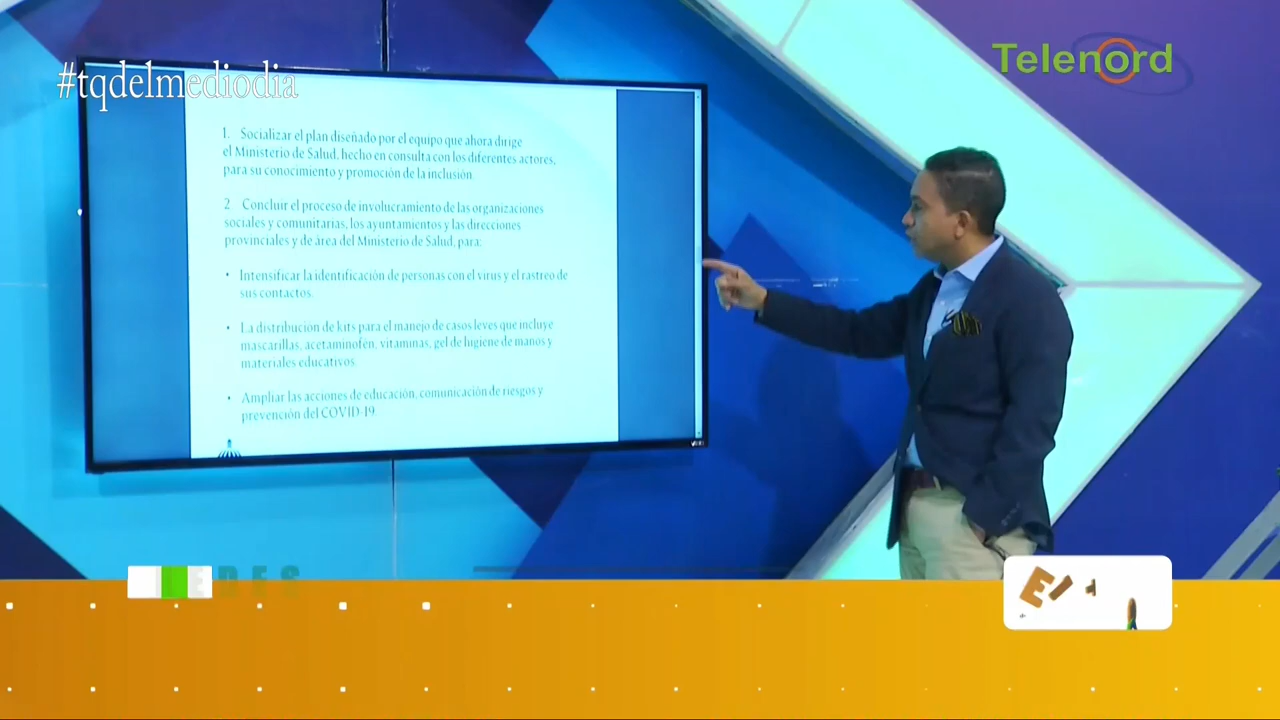 #tqdelmediodia
Telenord
1. Socializar el plan diseñado por el equipo que ahora dirige
el Ministerio de Salud, hecho en consulta con los diferentes actores,
para su conocimiento y promoción de la inclusión.
2 Concluir el proceso de involucramiento de las organizaciones
sociales y comunitarias, los ayuntamientos y las direcciones
provinciales y de área del Ministerio de Salud, para:
• Intensificar la identificación de personas con el virus y el rastreo de
sus contactos.
• La distribución de kits para el manejo de casos leves que incluye
mascarillas, acetaminofén, vitaminas, gel de higiene de manos y
materiales educativos.
• Ampliar las acciones de educación, comunicación de riesgos y
prevención del COVID-19.